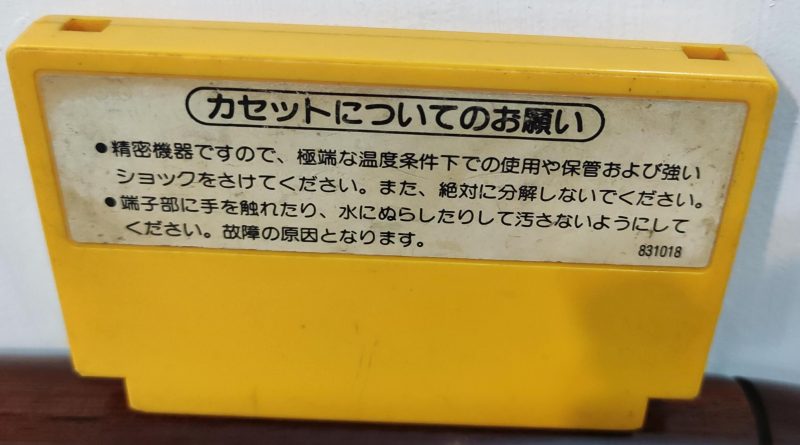 カセットについてのお願い
●精密機器ですので、極端な温度条件下での使用や保管および強い
ショックをさけてください。また、絶対に分解しないでください。
●端子部に手を触れたり、水にぬらしたりして汚さないようにして
ください。故障の原因となります。
831018